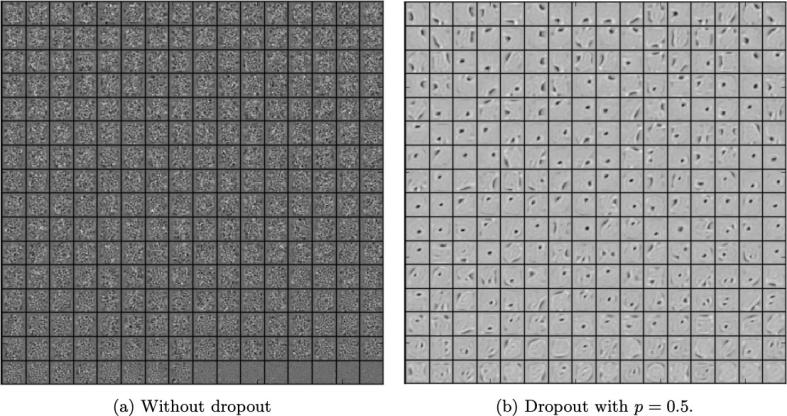 (a) Without dropout
(b) Dropout with p = 0.5.